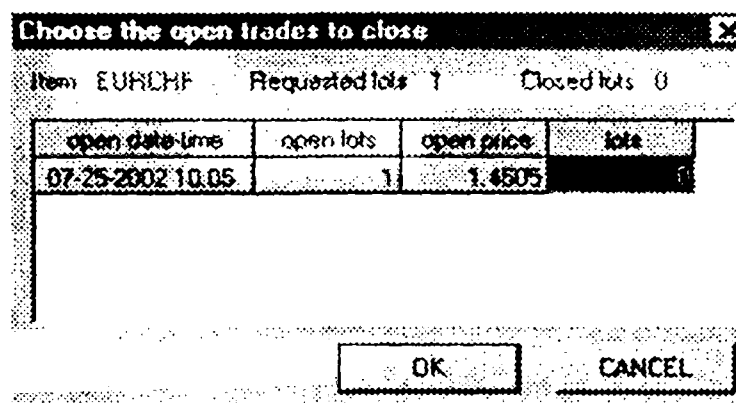 Choose the open trades to close
Item EURCHF Requested lots 1 Closed lots 0
open date-time open lots open price lots
07-25-2002 10:05 1 1.4605 0
OK CANCEL